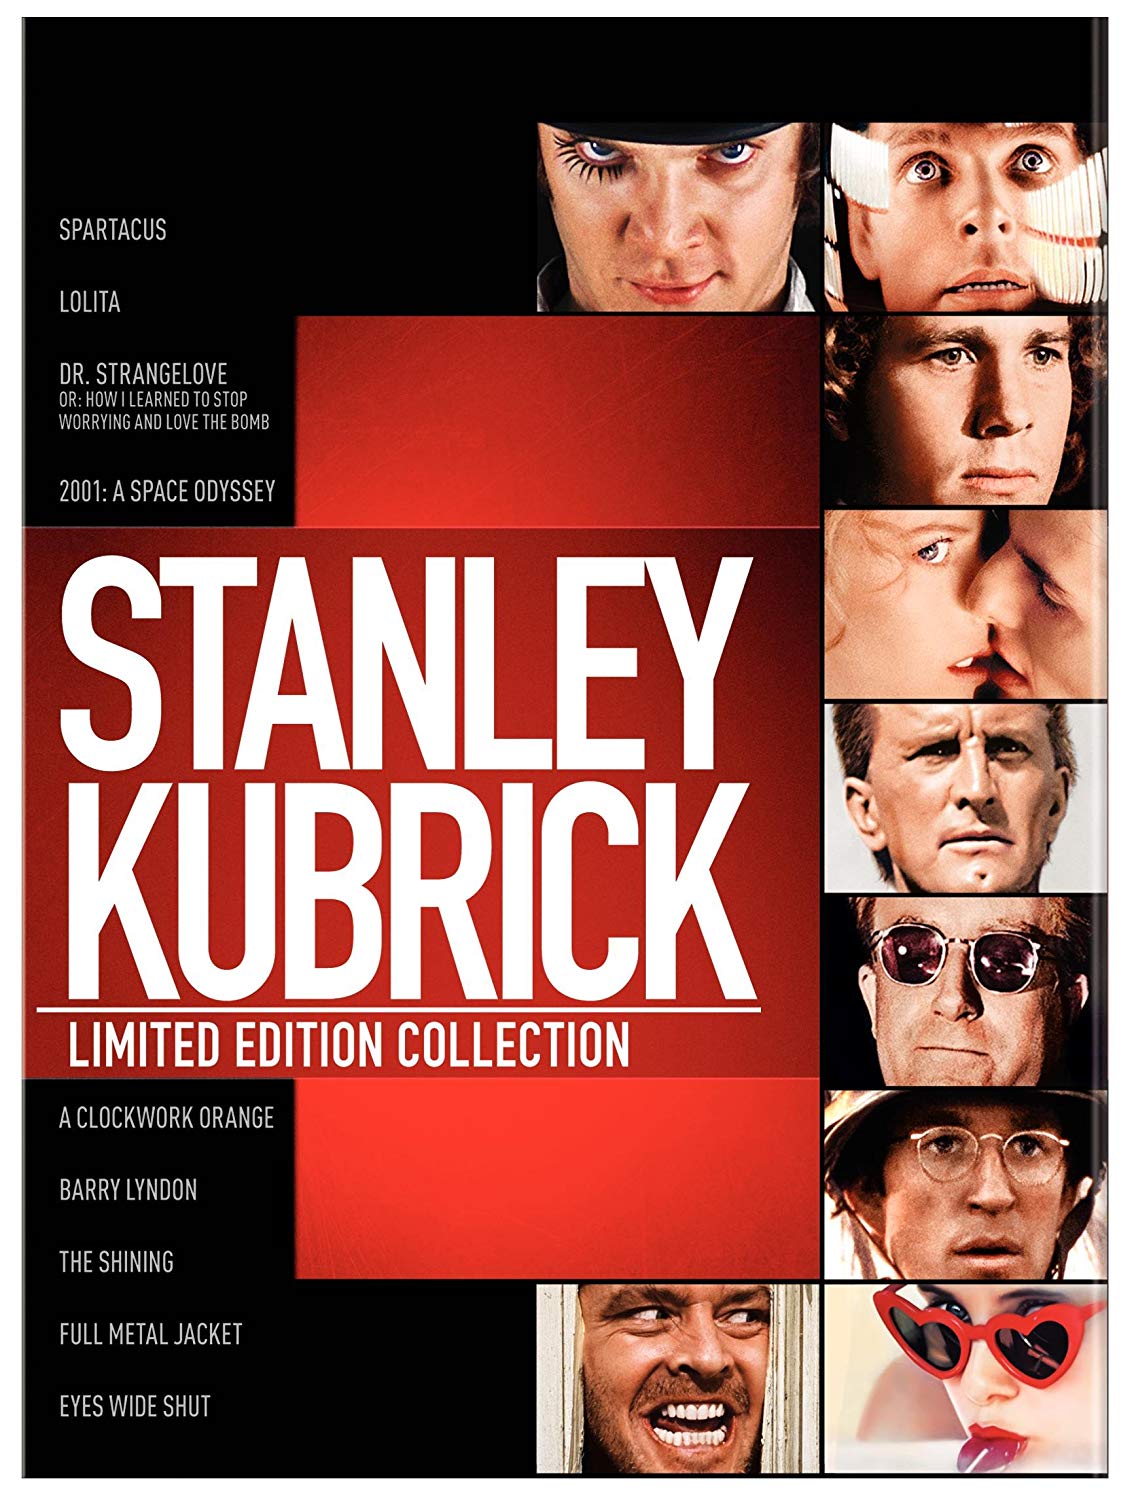 SPARTACUS
LOLITA
DR. STRANGELOVE
OR: HOW I LEARNED TO STOP
WORRYING AND LOVE THE BOMB
2001: A SPACE ODYSSEY
STANLEY
KUBRICK
LIMITED EDITION COLLECTION
A CLOCKWORK ORANGE
BARRY LYNDON
THE SHINING
FULL METAL JACKET
EYES WIDE SHUT